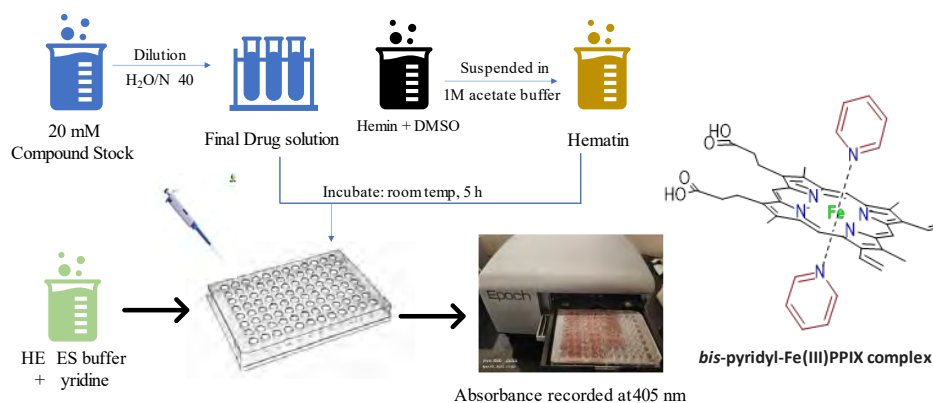 Dilution
H₂O/N 40
20 mM
Compound Stock
Final Drug solution
Hemin + DMSO
Suspended in
1M acetate buffer
Hematin
Incubate: room temp, 5 h
HE ES buffer
+ yridine
Epoch
Absorbance recorded at 405 nm
HO
O
O
HO
N
N
N⁻
N
N
Fe
N
bis-pyridyl-Fe(III)PPIX complex